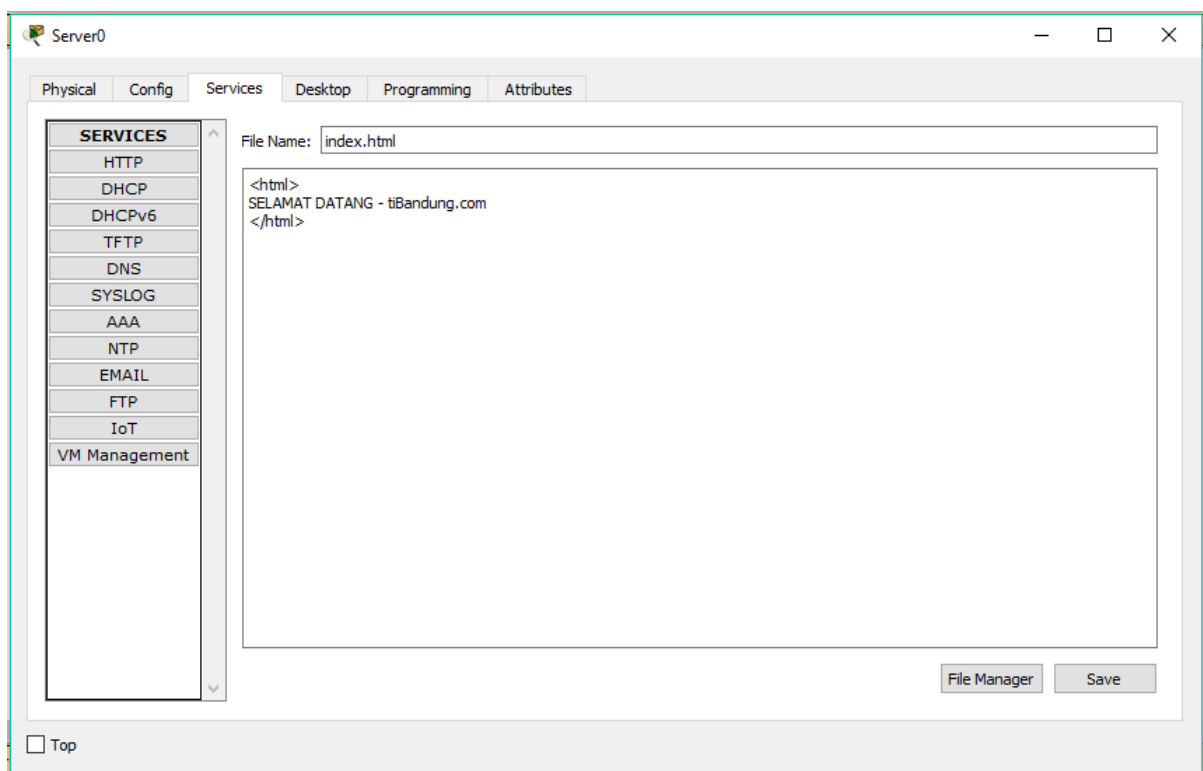 Server0
Physical Config Services Desktop Programming Attributes
SERVICES
HTTP
DHCP
DHCPv6
TFTP
DNS
SYSLOG
AAA
NTP
EMAIL
FTP
IoT
VM Management
File Name: index.html
<html>
SELAMAT DATANG - tiBandung.com
</html>
File Manager Save
Top